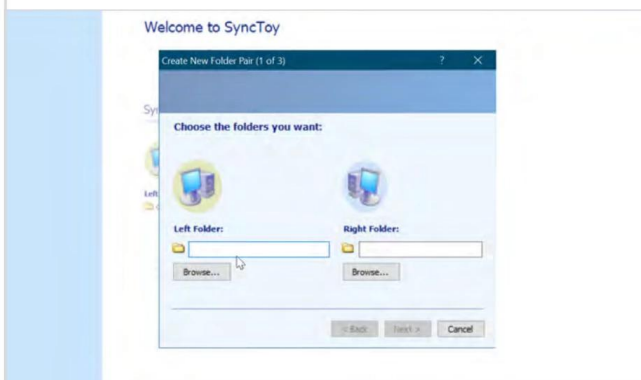 Welcome to SyncToy
Create New Folder Pair (1 of 3)
?
Choose the folders you want:
Left Folder:
Right Folder:
Browse...
Browse...
< Back
Next >
Cancel